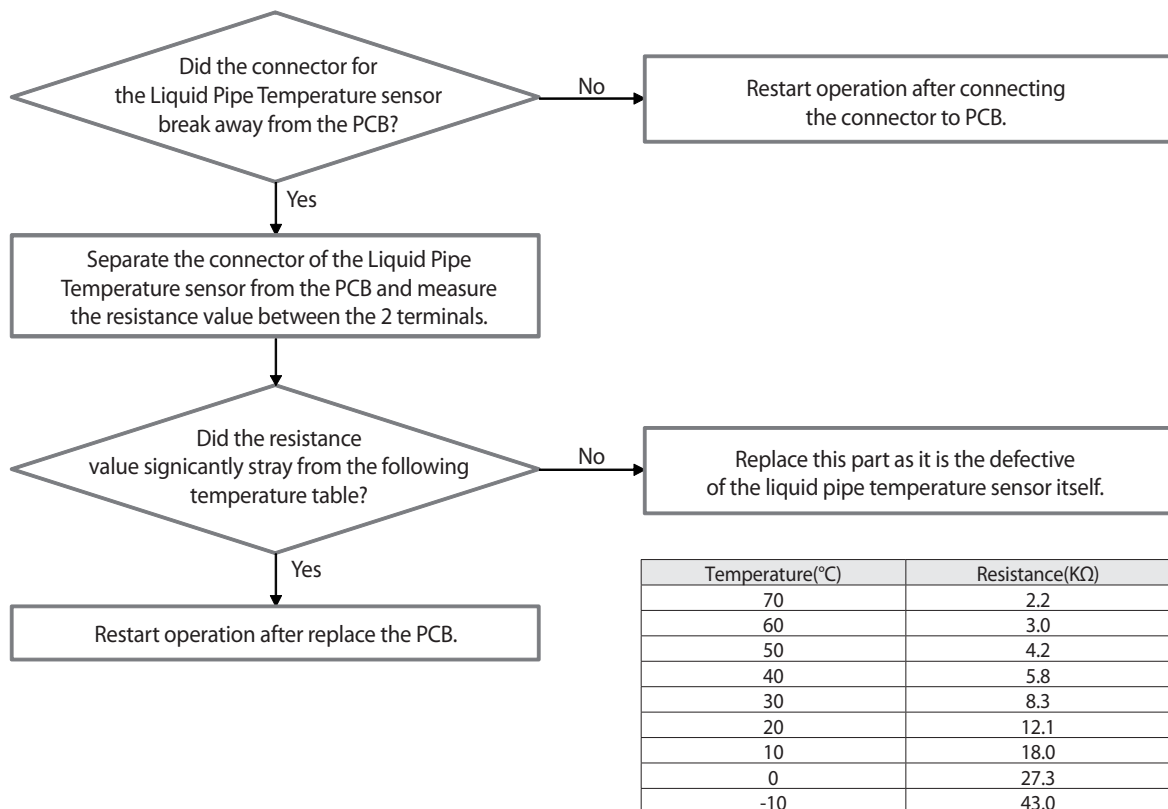 Did the connector for
the Liquid Pipe Temperature sensor
break away from the PCB?
No
Restart operation after connecting
the connector to PCB.
Yes
Separate the connector of the Liquid Pipe
Temperature sensor from the PCB and measure
the resistance value between the 2 terminals.
Did the resistance
value signicantly stray from the following
temperature table?
No
Replace this part as it is the defective
of the liquid pipe temperature sensor itself.
Yes
Restart operation after replace the PCB.
Temperature(°C) Resistance(KΩ)
70 2.2
60 3.0
50 4.2
40 5.8
30 8.3
20 12.1
10 18.0
0 27.3
-10 43.0